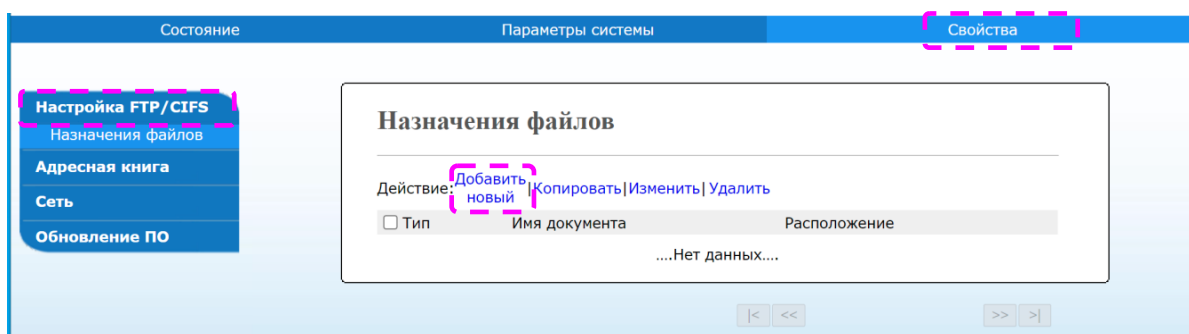 Состояние Параметры системы Свойства
Настройка FTP/CIFS
Назначения файлов
Адресная книга
Сеть
Обновление ПО
Назначения файлов
Действие: Добавить новый |Копировать|Изменить| Удалить
Тип Имя документа Расположение
....Нет данных....
|< << >> >|